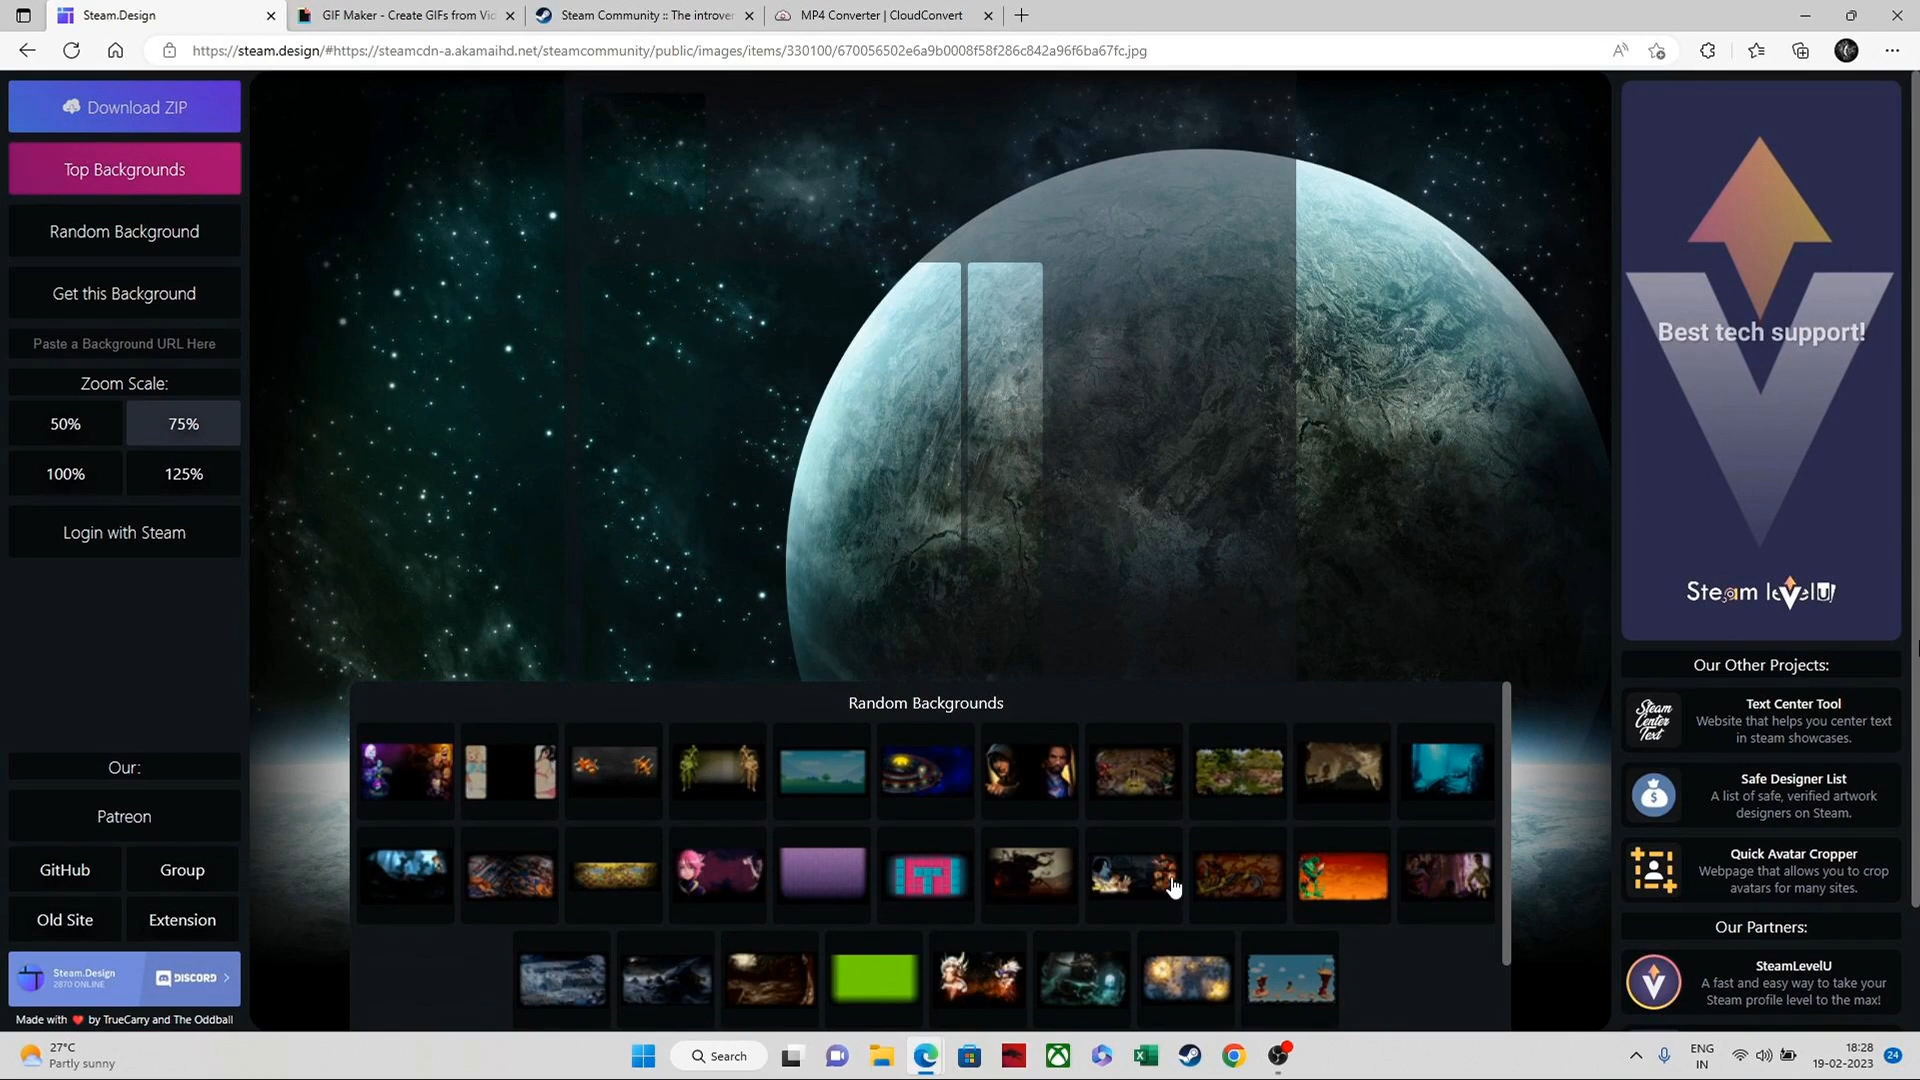 Steam.Design
GIF Maker - Create GIFs from Vid
Steam Community :: The introver
MP4 Converter | CloudConvert
https://steam.design/#https://steamcdn-a.akamaihd.net/steamcommunity/public/images/items/330100/670056502e6a9b0008f58f286c842a96f6ba67fc.jpg
Download ZIP
Top Backgrounds
Random Background
Get this Background
Paste a Background URL Here
Zoom Scale:
50%
75%
100%
125%
Login with Steam
Our:
Patreon
GitHub
Group
Old Site
Extension
Steam.Design
2870 ONLINE
DISCORD
Made with ❤ by TrueCarry and The Oddball
Random Backgrounds
Best tech support!
Steam levelU
Our Other Projects:
Steam
Center
Text
Text Center Tool
Website that helps you center text
in steam showcases.
Safe Designer List
A list of safe, verified artwork
designers on Steam.
Quick Avatar Cropper
Webpage that allows you to crop
avatars for many sites.
Our Partners:
SteamLevelU
A fast and easy way to take your
Steam profile level to the max!
27°C
Partly sunny
Search
ENG
IN
18:28
19-02-2023
24